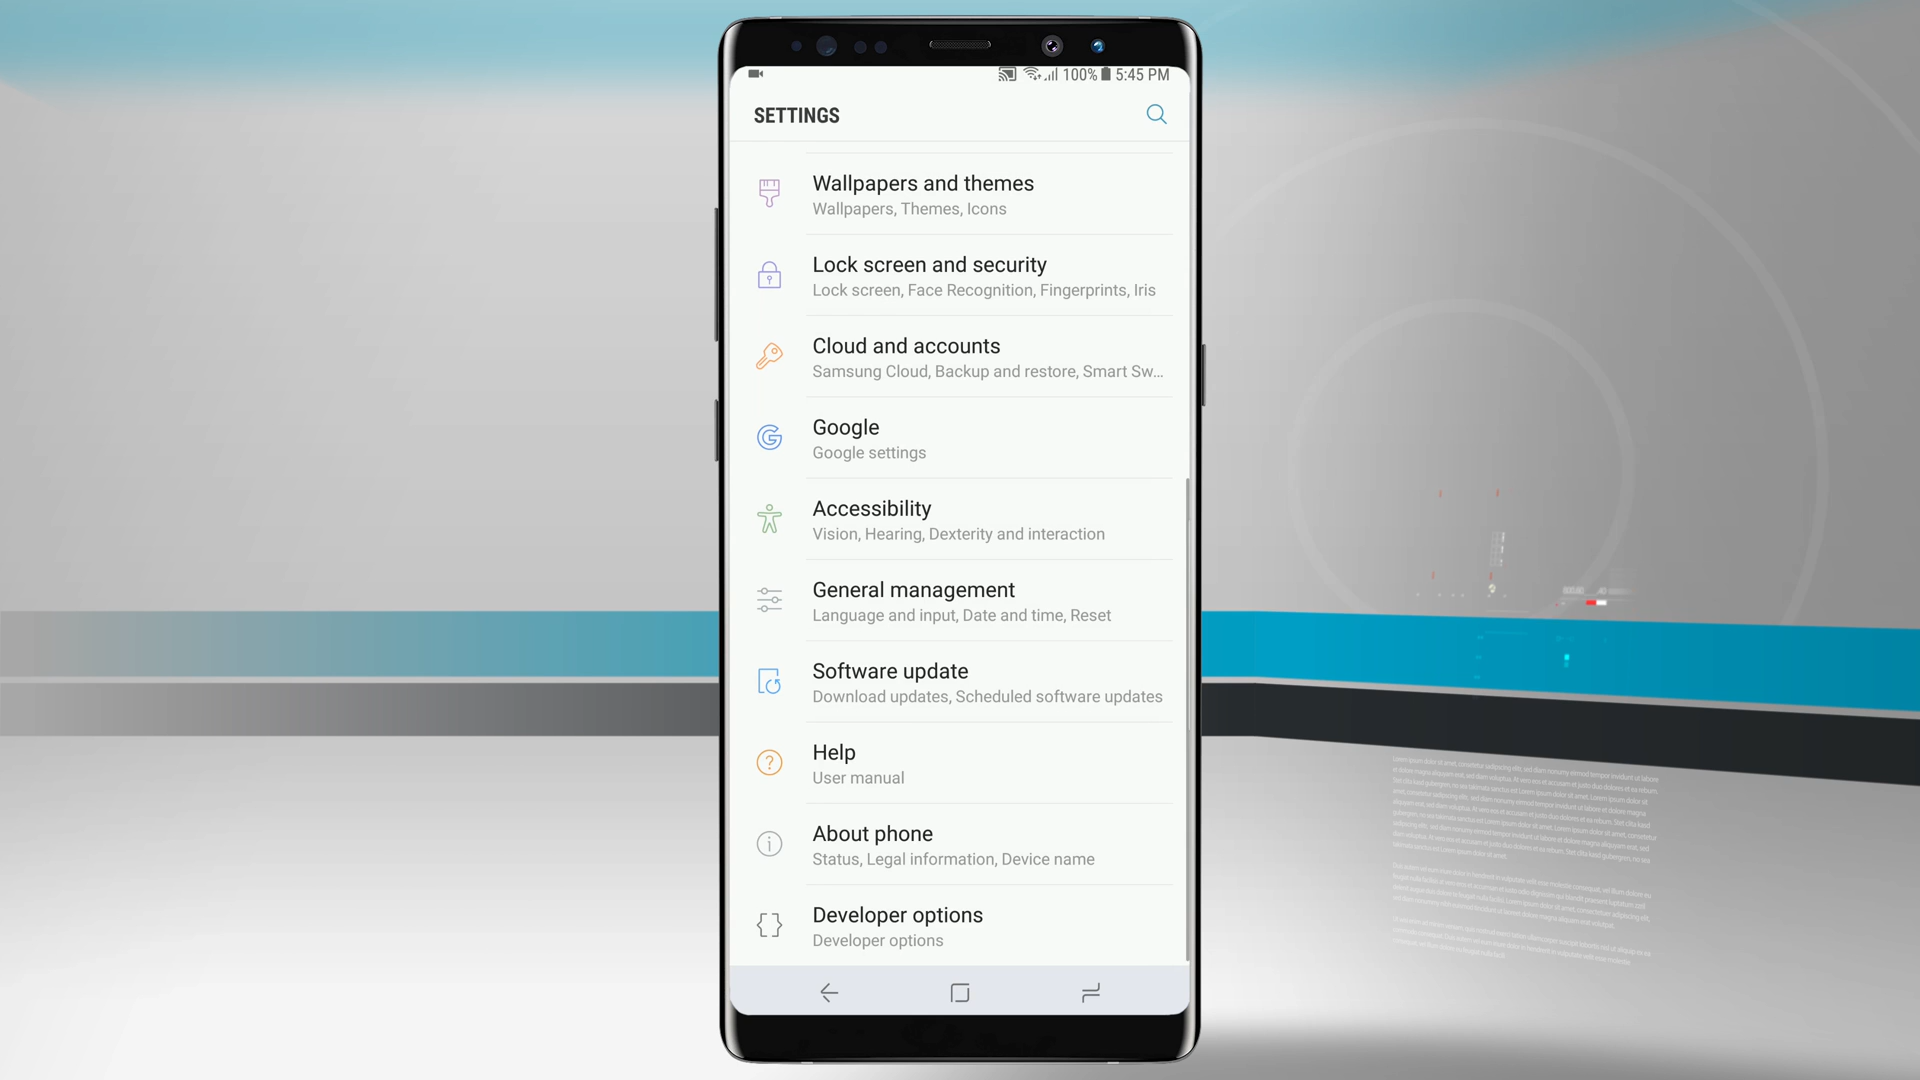 100% 5:45 PM
SETTINGS
Wallpapers and themes
Wallpapers, Themes, Icons
Lock screen and security
Lock screen, Face Recognition, Fingerprints, Iris
Cloud and accounts
Samsung Cloud, Backup and restore, Smart Sw...
Google
Google settings
Accessibility
Vision, Hearing, Dexterity and interaction
General management
Language and input, Date and time, Reset
Software update
Download updates, Scheduled software updates
Help
User manual
About phone
Status, Legal information, Device name
Developer options
Developer options